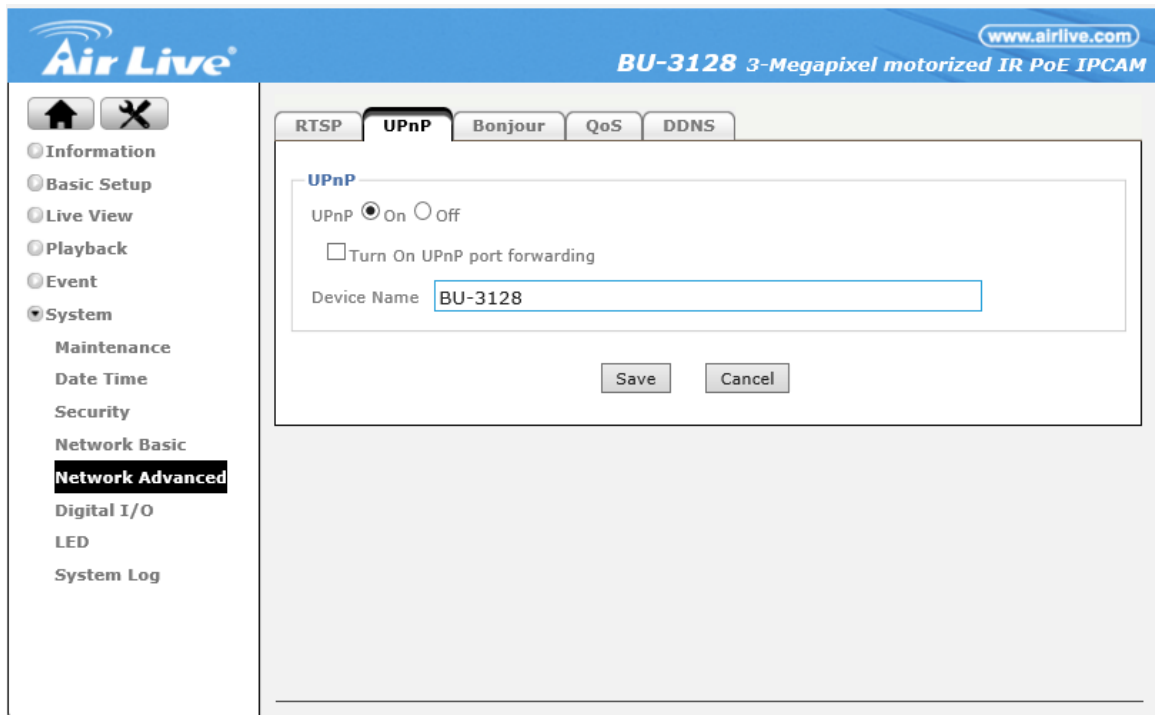 Air Live®
www.airlive.com
BU-3128 3-Megapixel motorized IR PoE IPCAM
Information
Basic Setup
Live View
Playback
Event
System
Maintenance
Date Time
Security
Network Basic
Network Advanced
Digital I/O
LED
System Log
RTSP UPnP Bonjour QoS DDNS
UPnP
UPnP On Off
Turn On UPnP port forwarding
Device Name BU-3128
Save Cancel